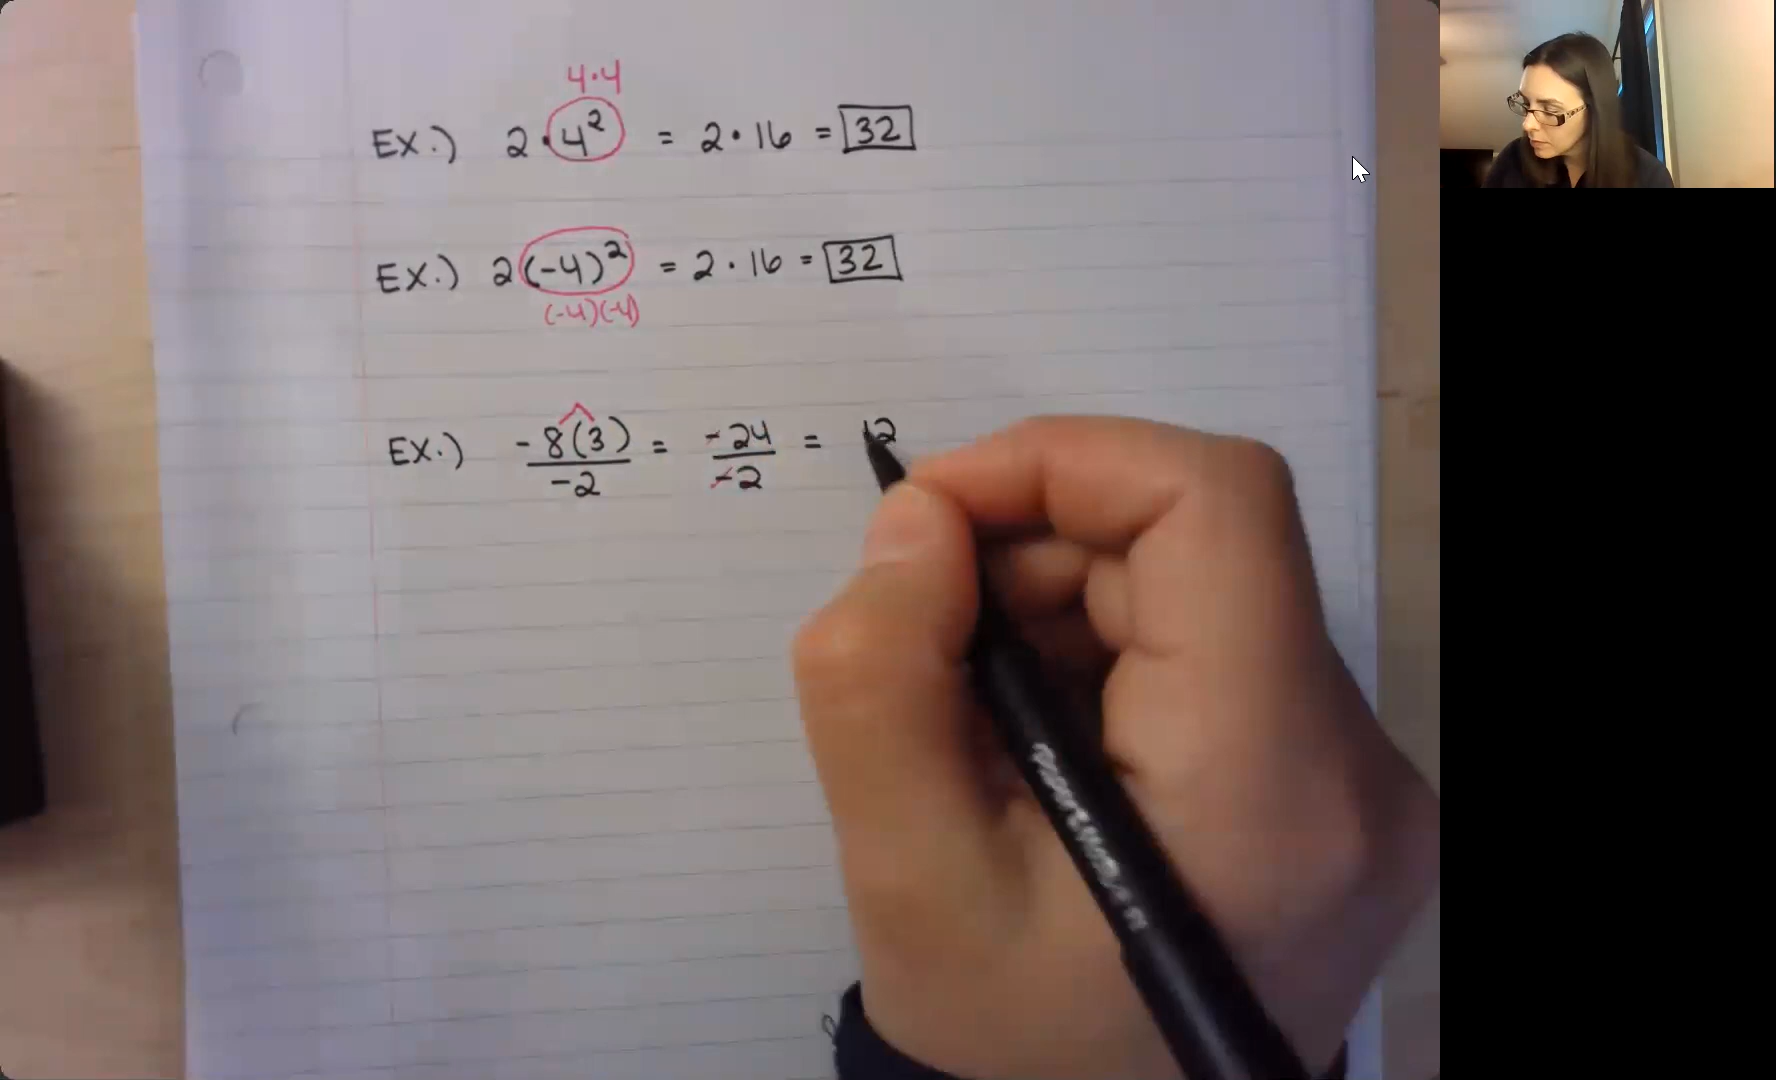 4·4
EX.) 2·4² = 2·16 = 32
EX.) 2(-4)² = 2·16 = 32
(-4)(-4)
EX.) -8(3)/-2 = -24/-2 = 12